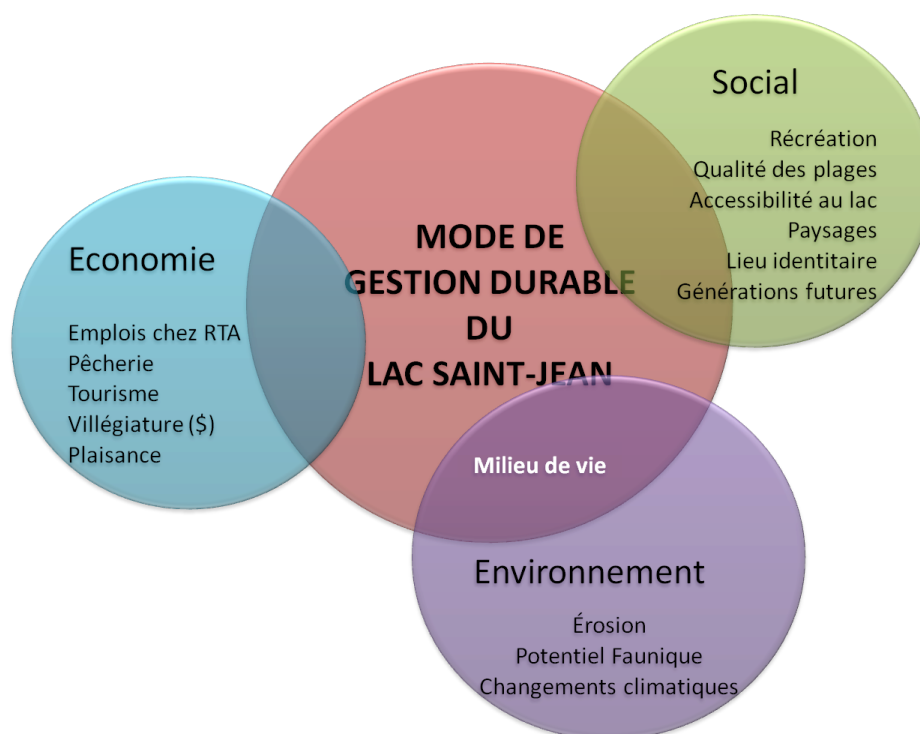 Social
Récréation
Qualité des plages
Accessibilité au lac
Paysages
Lieu identitaire
Générations futures
MODE DE
GESTION DURABLE
DU
LAC SAINT-JEAN
Economie
Emplois chez RTA
Pêcherie
Tourisme
Villégiature ($)
Plaisance
Milieu de vie
Environnement
Érosion
Potentiel Faunique
Changements climatiques